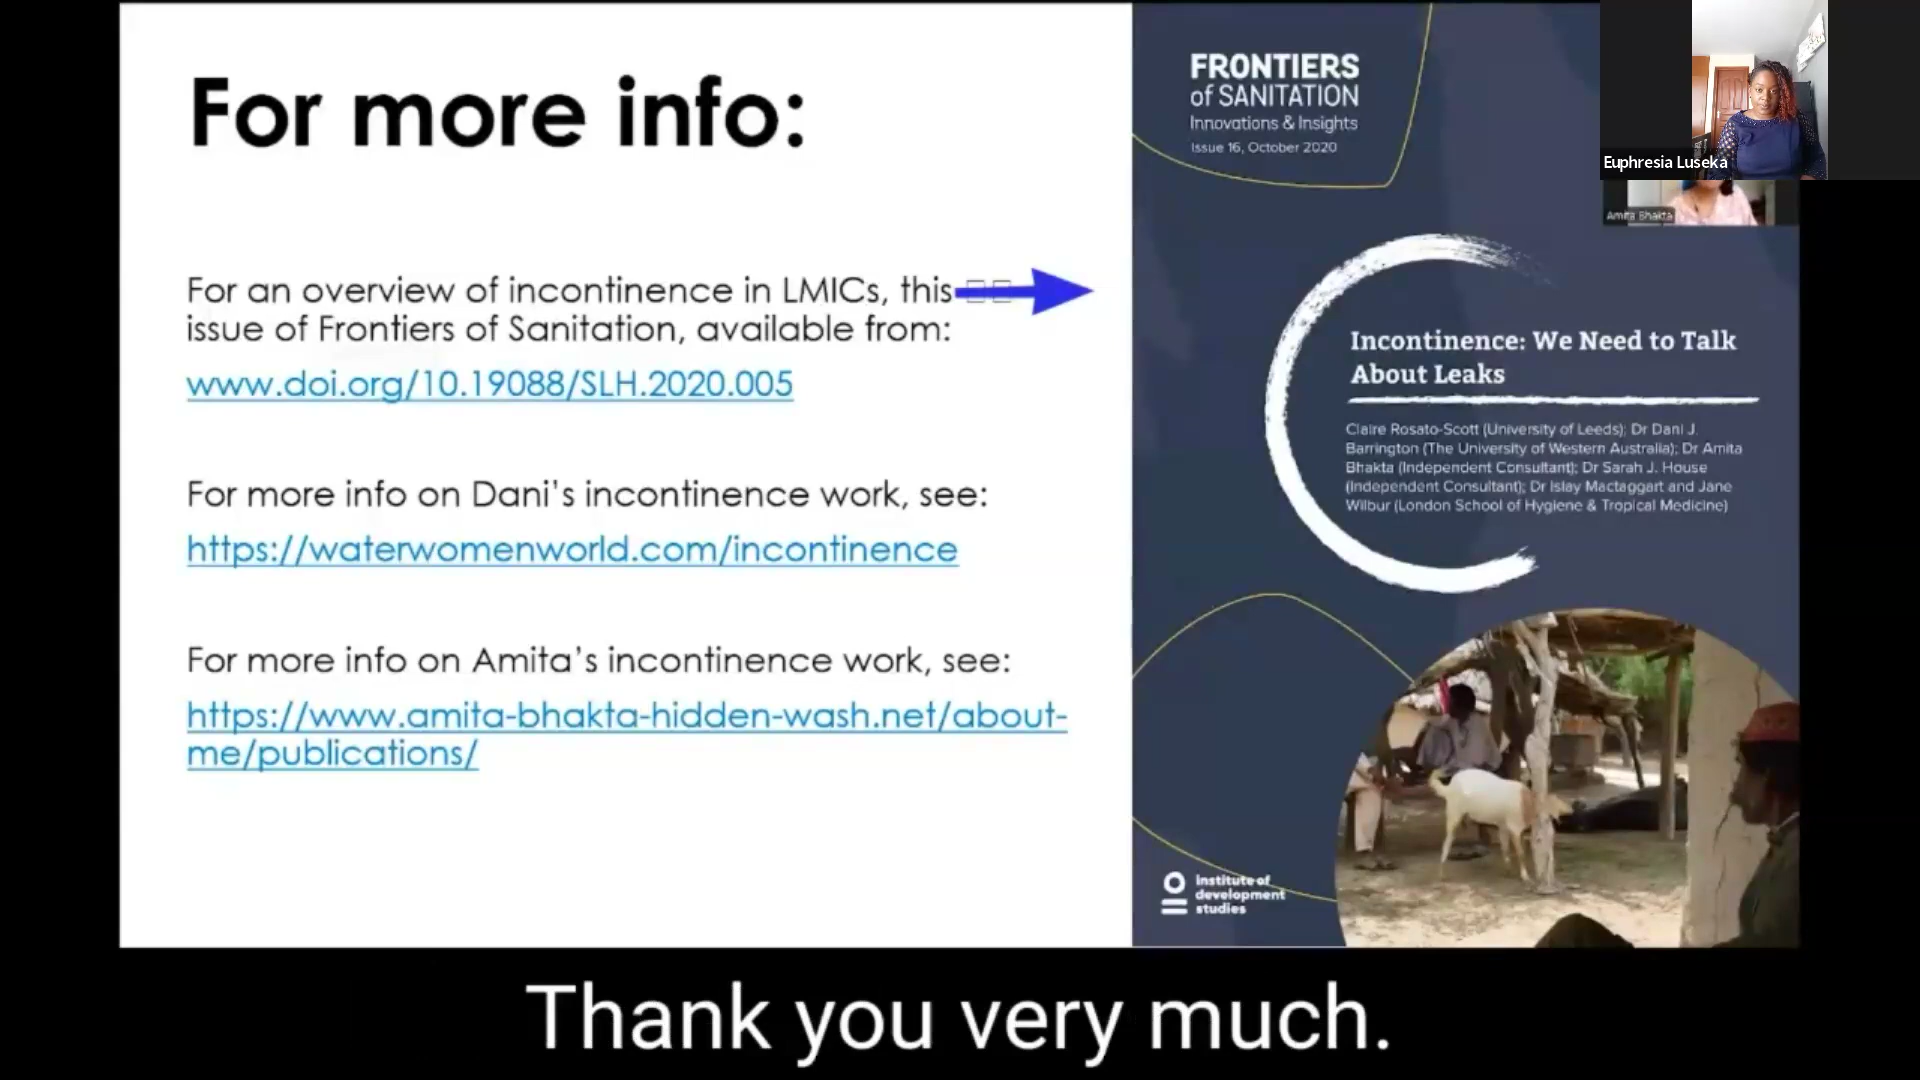 For more info:
For an overview of incontinence in LMICs, this
issue of Frontiers of Sanitation, available from:
www.doi.org/10.19088/SLH.2020.005
For more info on Dani's incontinence work, see:
https://waterwomenworld.com/incontinence
For more info on Amita's incontinence work, see:
https://www.amita-bhakta-hidden-wash.net/about-
me/publications/
FRONTIERS
of SANITATION
Innovations & Insights
Issue 16, October 2020
Euphresia Luseka
Amita Bhakta
Incontinence: We Need to Talk
About Leaks
Claire Rosato-Scott (University of Leeds); Dr Dani J.
Barrington (The University of Western Australia); Dr Amita
Bhakta (Independent Consultant); Dr Sarah J. House
(Independent Consultant); Dr Islay Mactaggart and Jane
Wilbur (London School of Hygiene & Tropical Medicine)
institute of
development
studies
Thank you very much.